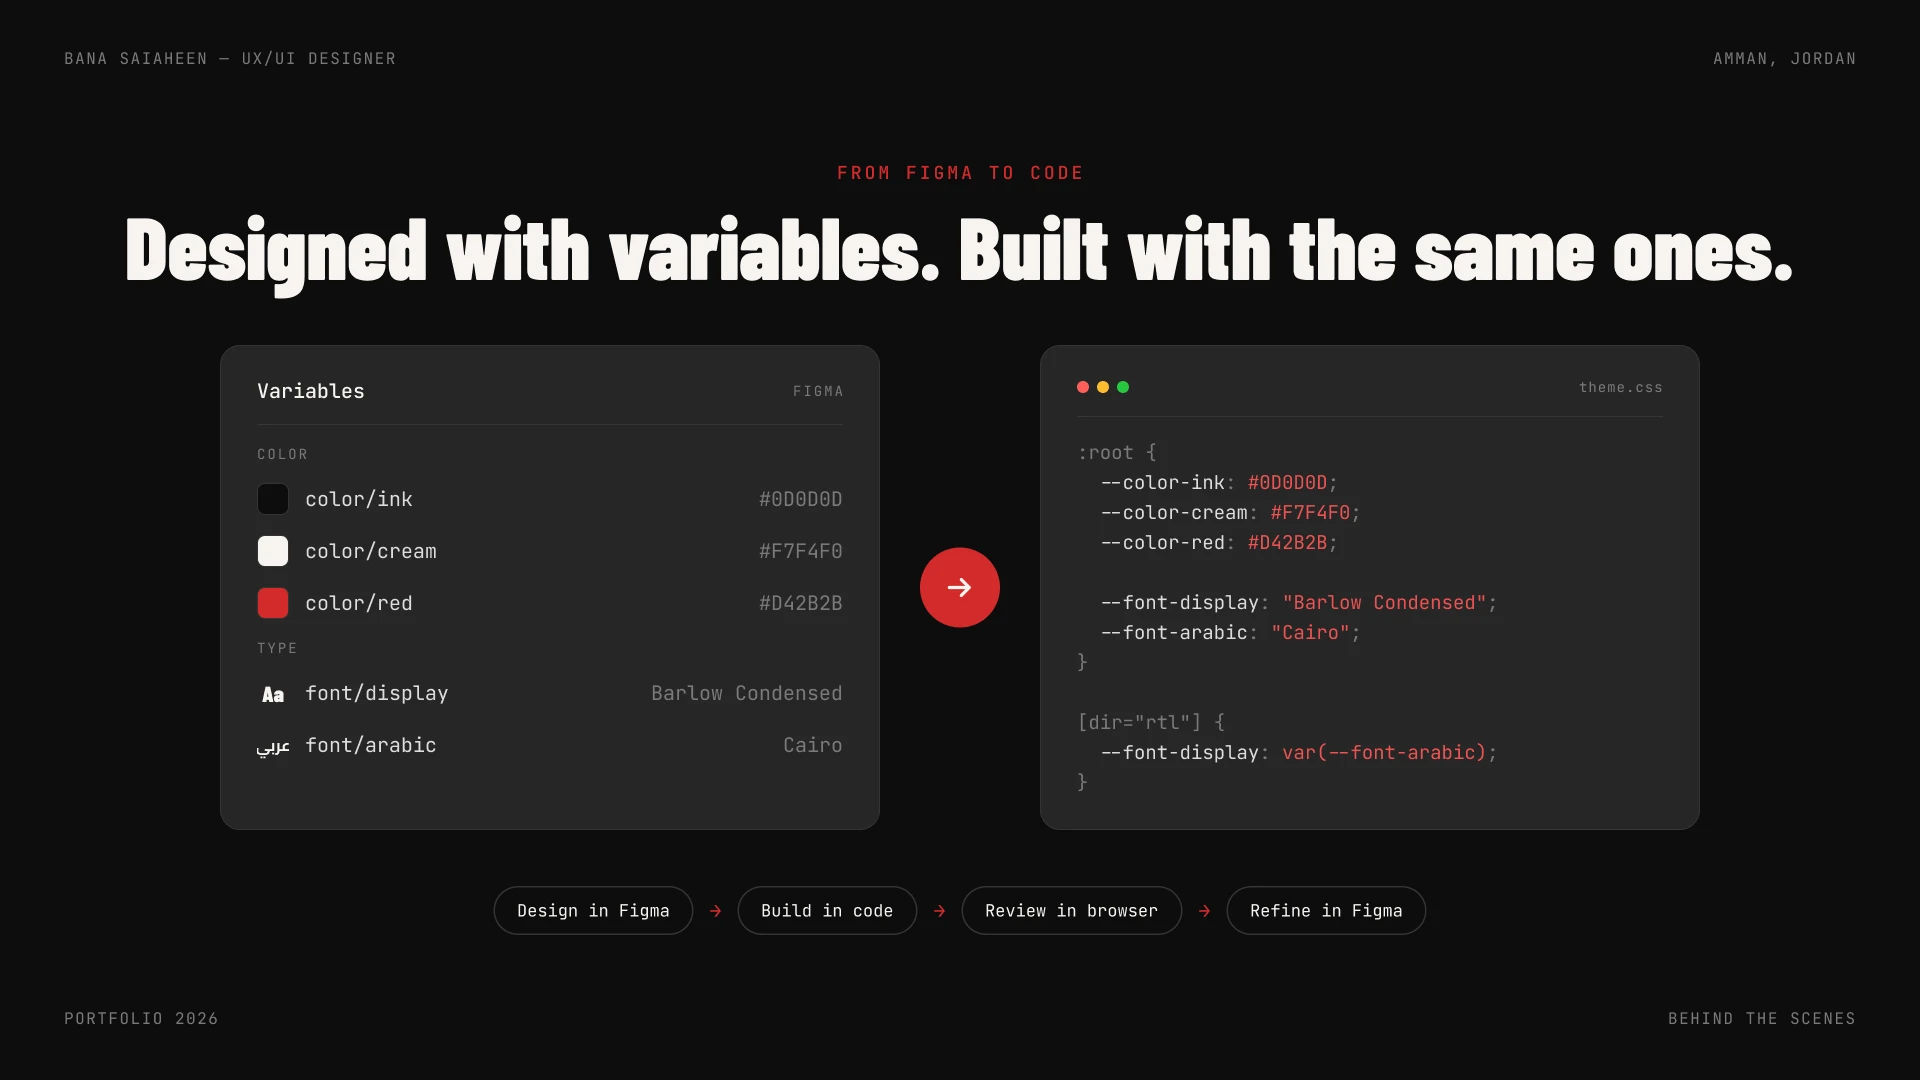 BANA SAIAHEEN — UX/UI DESIGNER
AMMAN, JORDAN
FROM FIGMA TO CODE
Designed with variables. Built with the same ones.
Variables
FIGMA
COLOR
color/ink #0D0D0D
color/cream #F7F4F0
color/red #D42B2B
TYPE
Aa font/display Barlow Condensed
عربي font/arabic Cairo
→
theme.css
:root {
--color-ink: #0D0D0D;
--color-cream: #F7F4F0;
--color-red: #D42B2B;
--font-display: "Barlow Condensed";
--font-arabic: "Cairo";
}
[dir="rtl"] {
--font-display: var(--font-arabic);
}
Design in Figma → Build in code → Review in browser → Refine in Figma
PORTFOLIO 2026
BEHIND THE SCENES